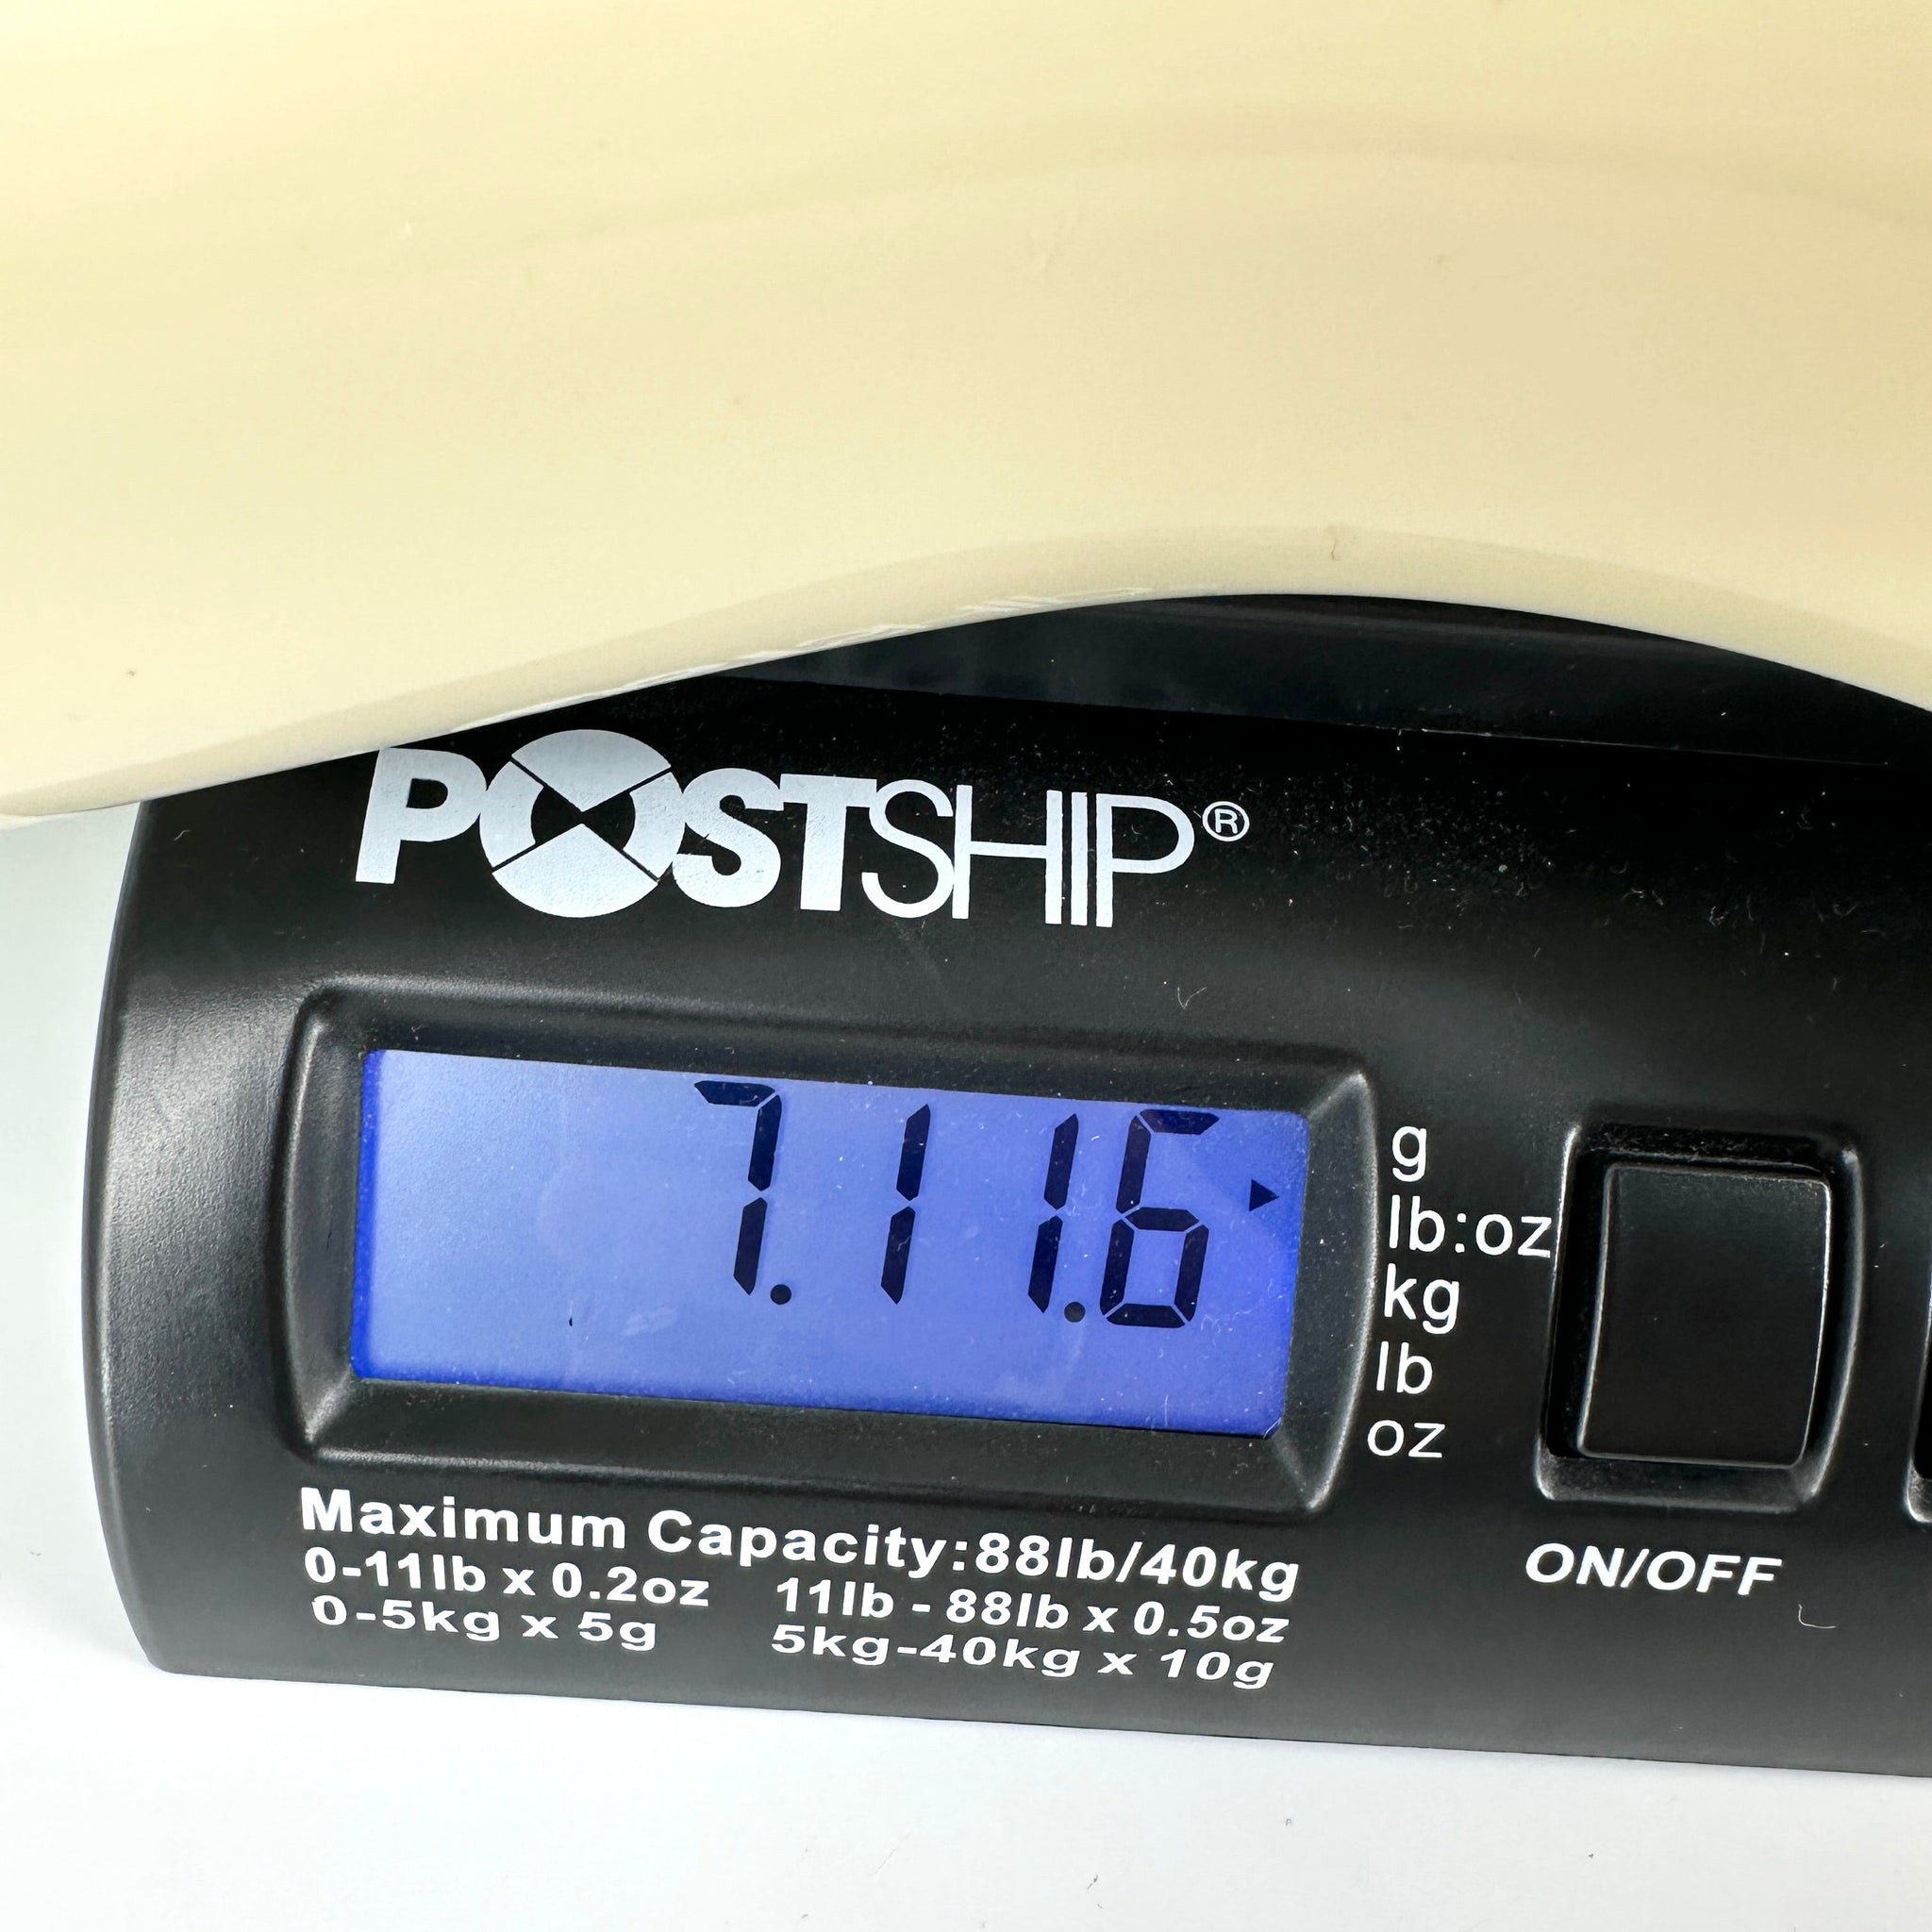 POSTSHIP®
7.11.6
g
lb:oz
kg
lb
oz
Maximum Capacity:88lb/40kg
0-11lb x 0.2oz 11lb - 88lb x 0.5oz
0-5kg x 5g 5kg-40kg x 10g
ON/OFF